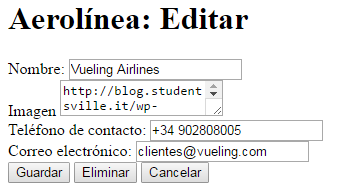 Aerolínea: Editar
Nombre: Vueling Airlines
http://blog.student
Imagen sville.it/wp-
Teléfono de contacto: +34 902808005
Correo electrónico: clientes@vueling.com
Guardar Eliminar Cancelar